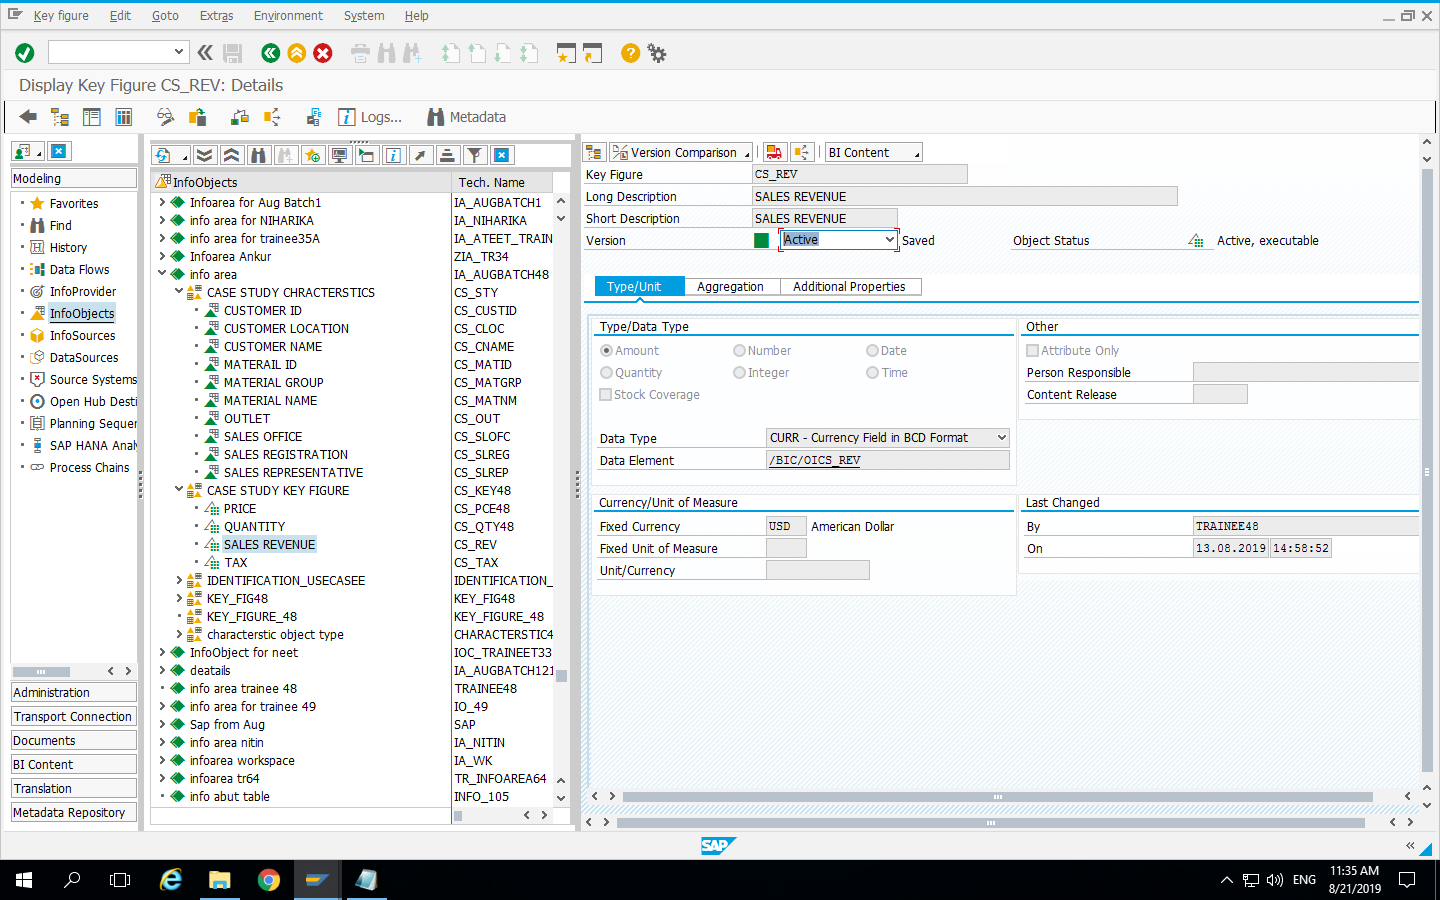 Key figure Edit Goto Extras Environment System Help
Display Key Figure CS_REV: Details
Logs... Metadata
Modeling
Favorites
Find
History
Data Flows
InfoProvider
InfoObjects
InfoSources
DataSources
Source Systems
Open Hub Desti
Planning Sequer
SAP HANA Anal
Process Chains
Administration
Transport Connection
Documents
BI Content
Translation
Metadata Repository
InfoObjects Tech. Name
Infoarea for Aug Batch1 IA_AUGBATCH1
info area for NIHARIKA IA_NIHARIKA
info area for trainee35A IA_ATEET_TRAIN
Infoarea Ankur ZIA_TR34
info area IA_AUGBATCH48
CASE STUDY CHRACTERSTICS CS_STY
CUSTOMER ID CS_CUSTID
CUSTOMER LOCATION CS_CLOC
CUSTOMER NAME CS_CNAME
MATERAIL ID CS_MATID
MATERIAL GROUP CS_MATGRP
MATERIAL NAME CS_MATNM
OUTLET CS_OUT
SALES OFFICE CS_SLOFC
SALES REGISTRATION CS_SLREG
SALES REPRESENTATIVE CS_SLREP
CASE STUDY KEY FIGURE CS_KEY48
PRICE CS_PCE48
QUANTITY CS_QTY48
SALES REVENUE CS_REV
TAX CS_TAX
IDENTIFICATION_USECASEE IDENTIFICATION_
KEY_FIG48 KEY_FIG48
KEY_FIGURE_48 KEY_FIGURE_48
characterstic object type CHARACTERSTIC4
InfoObject for neet IOC_TRAINEET33
deatails IA_AUGBATCH121
info area trainee 48 TRAINEE48
info area for trainee 49 IO_49
Sap from Aug SAP
info area nitin IA_NITIN
infoarea workspace IA_WK
infoarea tr64 TR_INFOAREA64
info abut table INFO_105
Version Comparison BI Content
Key Figure CS_REV
Long Description SALES REVENUE
Short Description SALES REVENUE
Version Active Saved Object Status Active, executable
Type/Unit Aggregation Additional Properties
Type/Data Type
Amount Number Date
Quantity Integer Time
Stock Coverage
Data Type CURR - Currency Field in BCD Format
Data Element /BIC/OICS_REV
Other
Attribute Only
Person Responsible
Content Release
Currency/Unit of Measure
Fixed Currency USD American Dollar
Fixed Unit of Measure
Unit/Currency
Last Changed
By TRAINEE48
On 13.08.2019 14:58:52
SAP
ENG
11:35 AM
8/21/2019